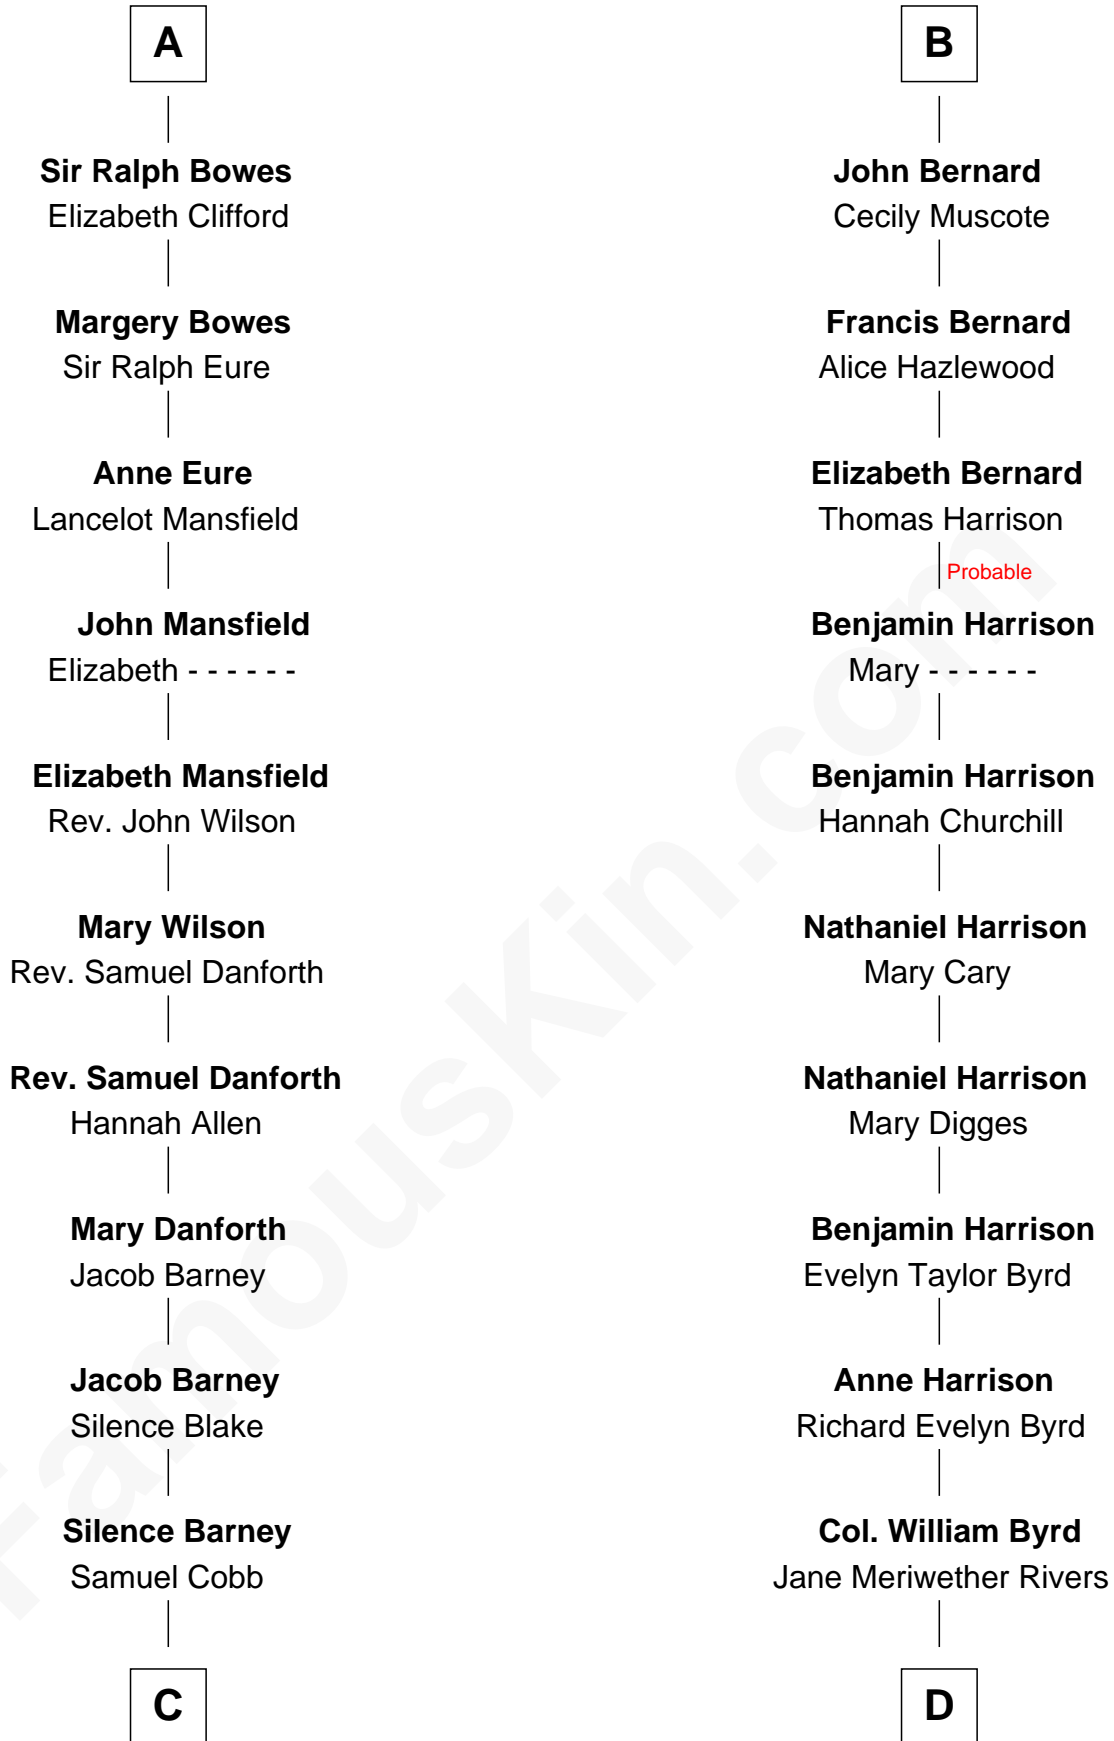 A
Sir Ralph Bowes
Elizabeth Clifford
Margery Bowes
Sir Ralph Eure
Anne Eure
Lancelot Mansfield
John Mansfield
Elizabeth - - - - - -
Elizabeth Mansfield
Rev. John Wilson
Mary Wilson
Rev. Samuel Danforth
Rev. Samuel Danforth
Hannah Allen
Mary Danforth
Jacob Barney
Jacob Barney
Silence Blake
Silence Barney
Samuel Cobb
C
B
John Bernard
Cecily Muscote
Francis Bernard
Alice Hazlewood
Elizabeth Bernard
Thomas Harrison
Probable
Benjamin Harrison
Mary - - - - - -
Benjamin Harrison
Hannah Churchill
Nathaniel Harrison
Mary Cary
Nathaniel Harrison
Mary Digges
Benjamin Harrison
Evelyn Taylor Byrd
Anne Harrison
Richard Evelyn Byrd
Col. William Byrd
Jane Meriwether Rivers
D
FamousKin.com